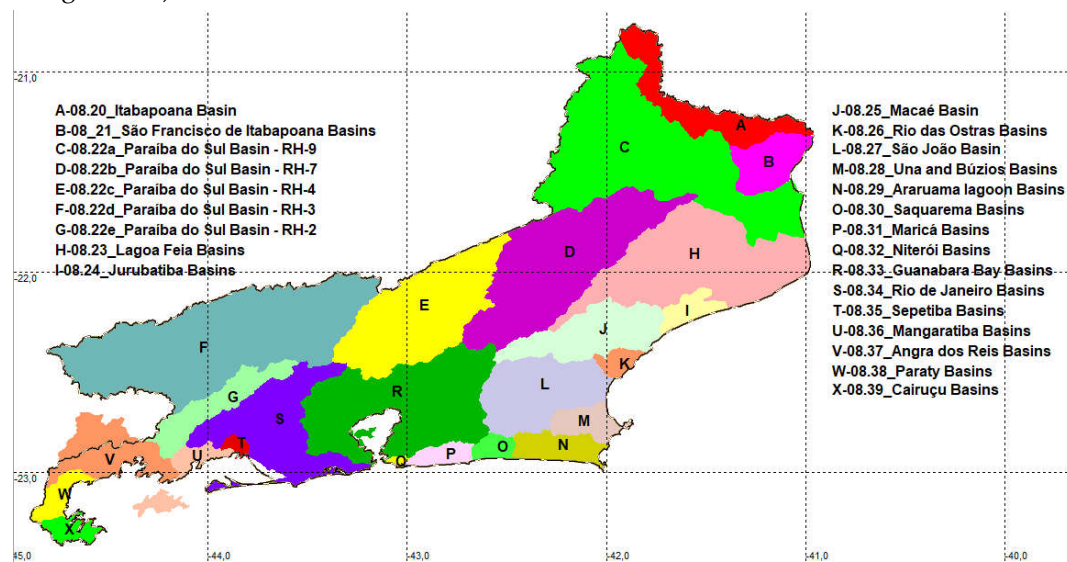 -21,0
A-08.20_Itabapoana Basin
B-08_21_São Francisco de Itabapoana Basins
C-08.22a_Paraíba do Sul Basin - RH-9
D-08.22b_Paraíba do Sul Basin - RH-7
E-08.22c_Paraíba do Sul Basin - RH-4
F-08.22d_Paraíba do Sul Basin - RH-3
G-08.22e_Paraíba do Sul Basin - RH-2
H-08.23_Lagoa Feia Basins
I-08.24_Jurubatiba Basins
J-08.25_Macaé Basin
K-08.26_Rio das Ostras Basins
L-08.27_São João Basin
M-08.28_Una and Búzios Basins
N-08.29_Araruama lagoon Basins
O-08.30_Saquarema Basins
P-08.31_Maricá Basins
Q-08.32_Niterói Basins
R-08.33_Guanabara Bay Basins
S-08.34_Rio de Janeiro Basins
T-08.35_Sepetiba Basins
U-08.36_Mangaratiba Basins
V-08.37_Angra dos Reis Basins
W-08.38_Paraty Basins
X-08.39_Cairuçu Basins
A
B
C
D
H
-22,0
E
I
J
F
K
L
R
G
M
S
T
O
N
P
U
V
Q
-23,0
W
X
45,0
-44,0
-43,0
-42,0
-41,0
-40,0